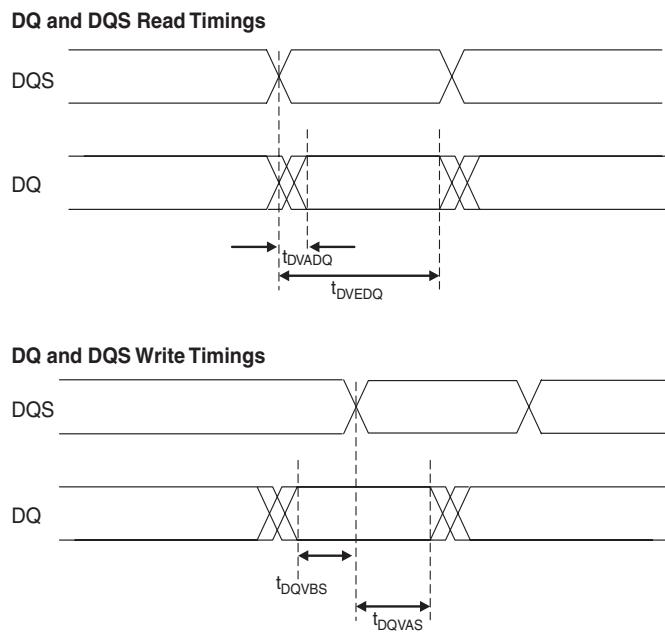 DQ and DQS Read Timings
DQS
DQ
tDVADQ
tDVEDQ
DQ and DQS Write Timings
DQS
DQ
tDQVBS
tDQVAS